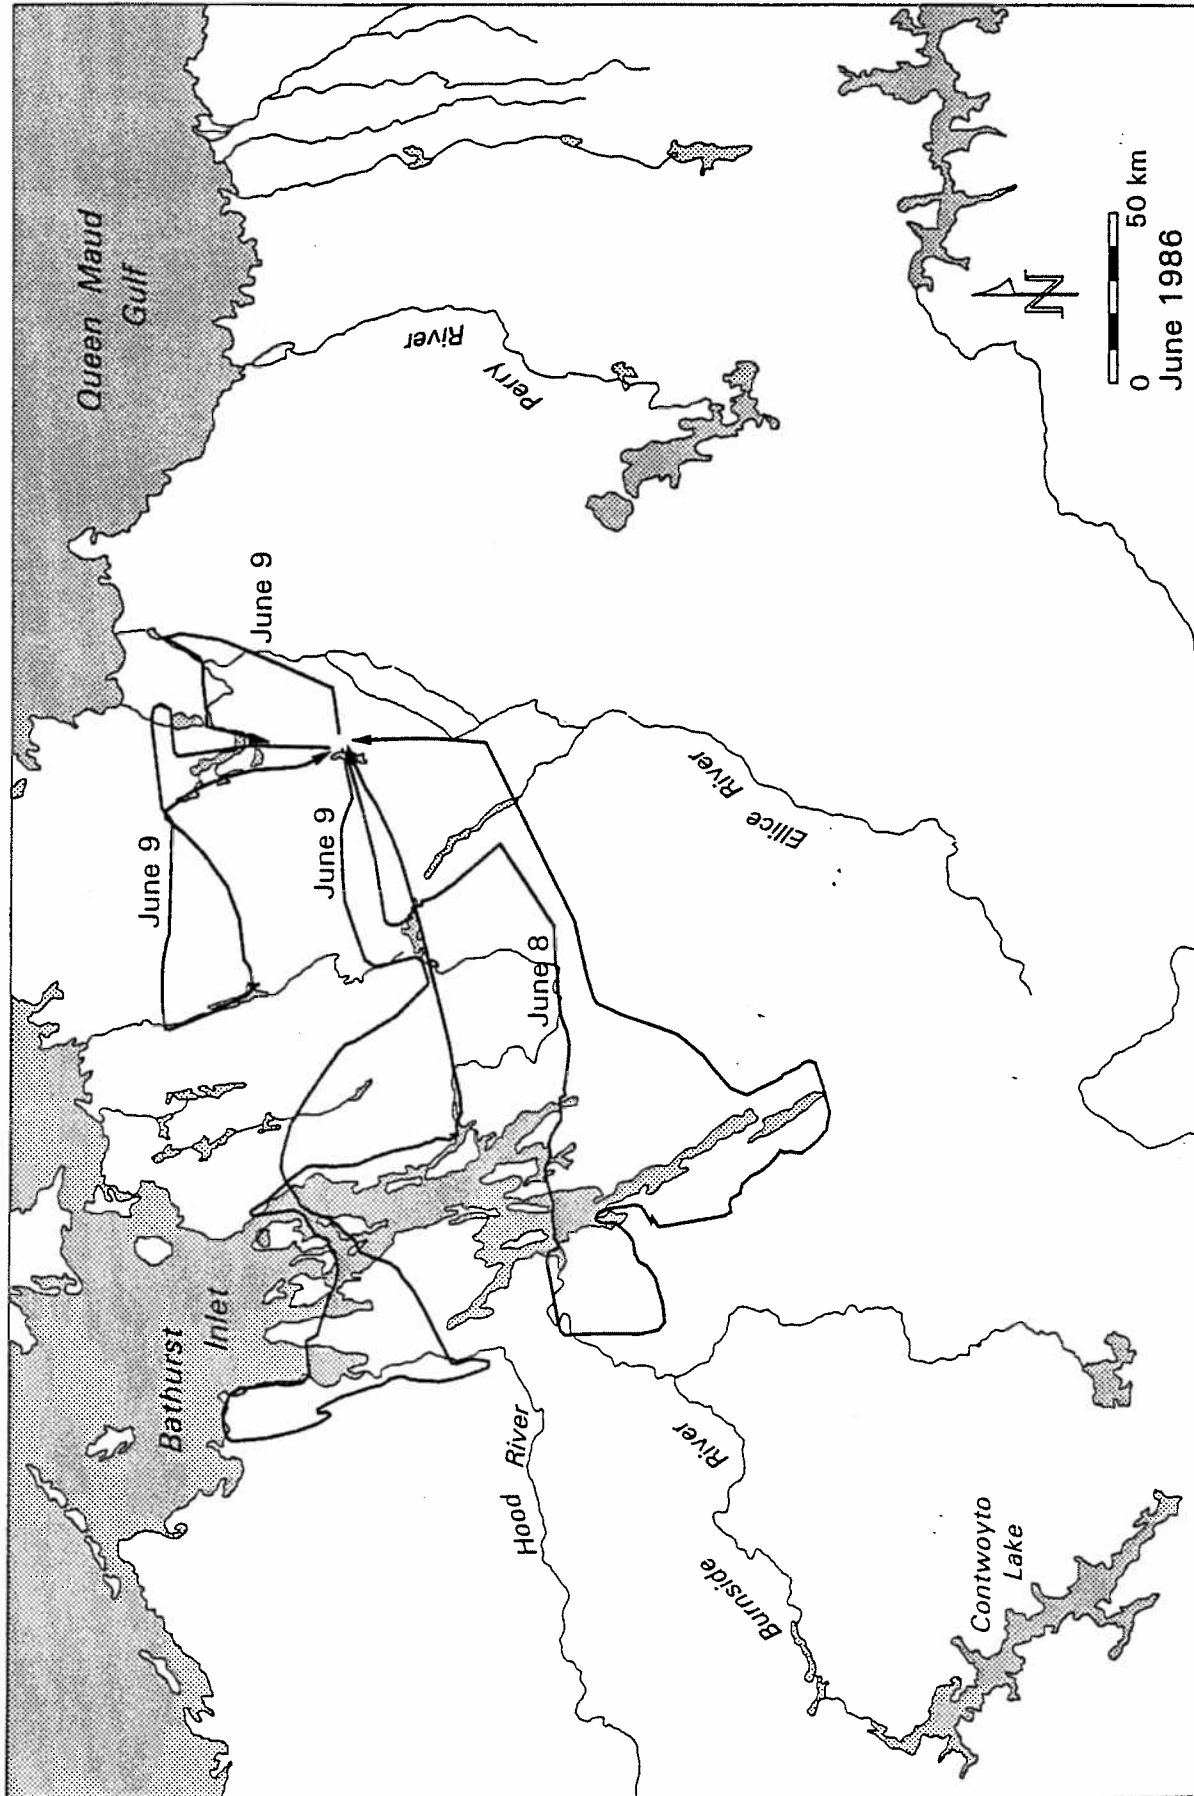 Queen Maud
Gulf
Bathurst
Inlet
June 9
June 9
June 9
June 8
Perry
River
Ellice River
Hood
River
Burnside
River
Contwoyto
Lake
N
0
50 km
June 1986